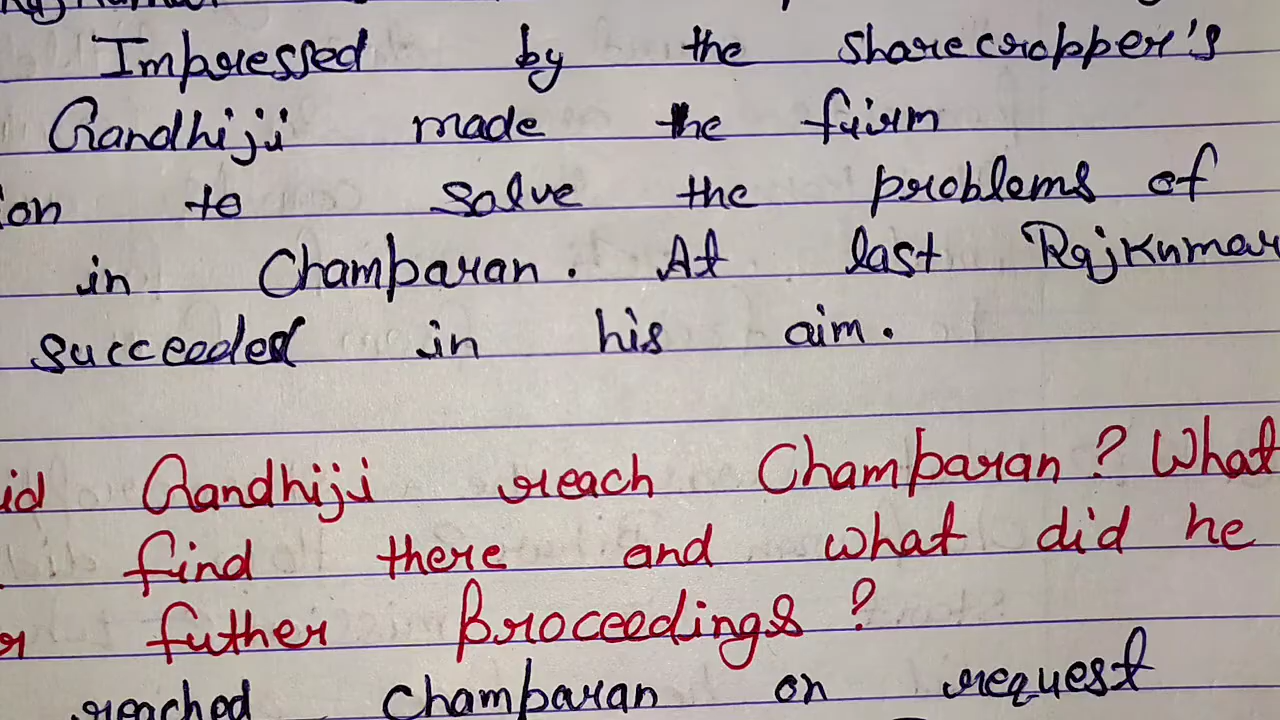 Impressed by the sharecropper's
Gandhiji made the firm
ion to solve the problems of
in Champaran. At last Rajkumar
succeeded in his aim.
id Gandhiji reach Champaran? What
find there and what did he
r futher Proceedings?
reached Champaran on request